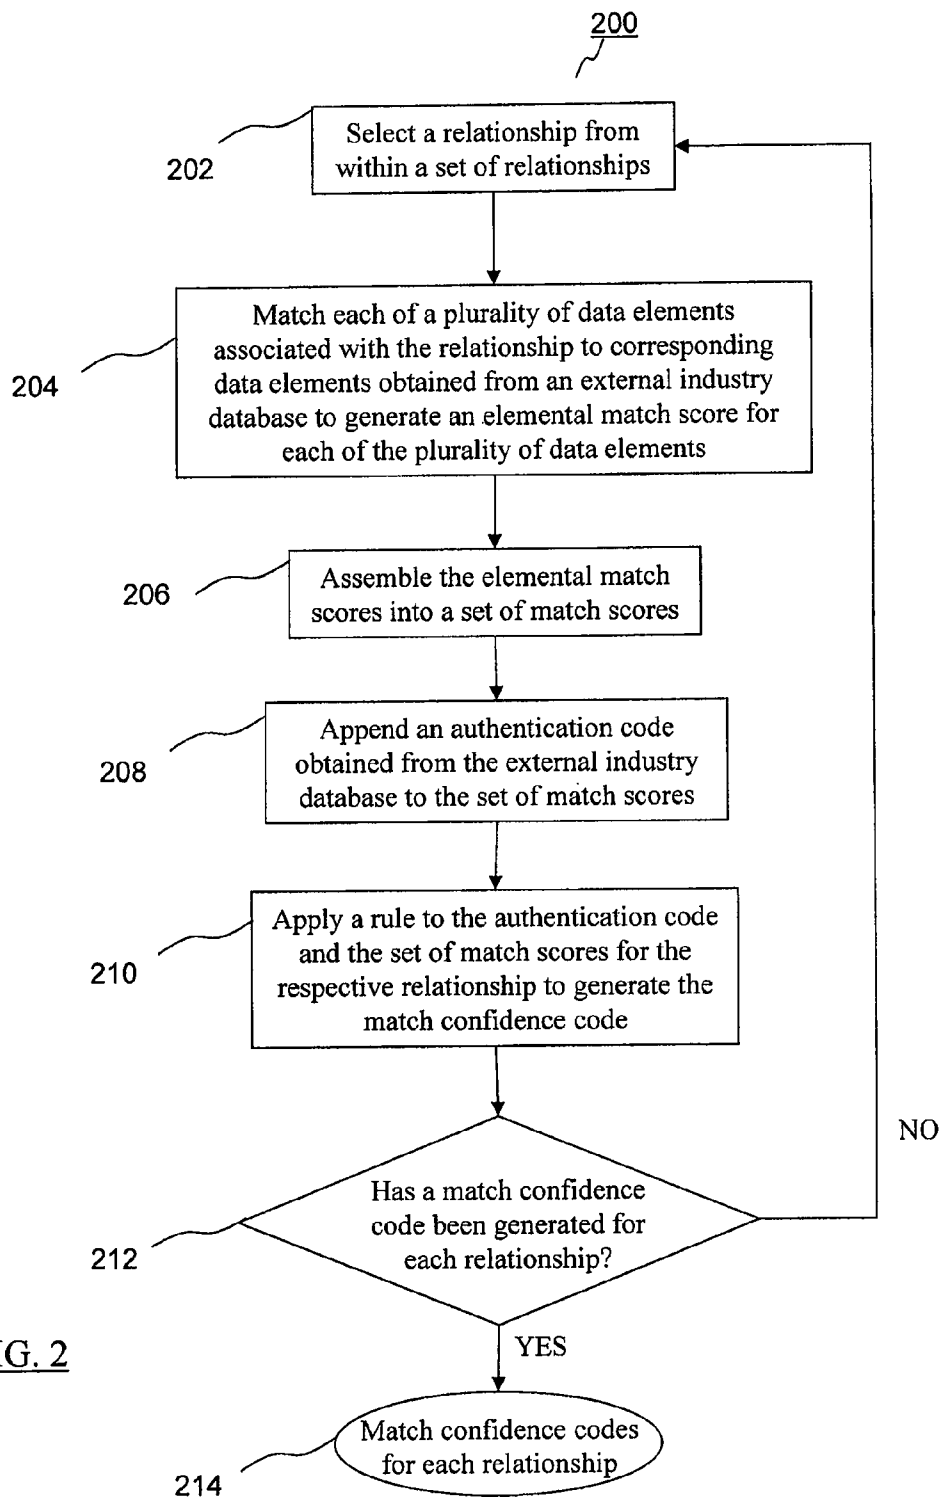 200
202
Select a relationship from
within a set of relationships
204
Match each of a plurality of data elements
associated with the relationship to corresponding
data elements obtained from an external industry
database to generate an elemental match score for
each of the plurality of data elements
206
Assemble the elemental match
scores into a set of match scores
208
Append an authentication code
obtained from the external industry
database to the set of match scores
210
Apply a rule to the authentication code
and the set of match scores for the
respective relationship to generate the
match confidence code
NO
212
Has a match confidence
code been generated for
each relationship?
YES
IG. 2
214
Match confidence codes
for each relationship